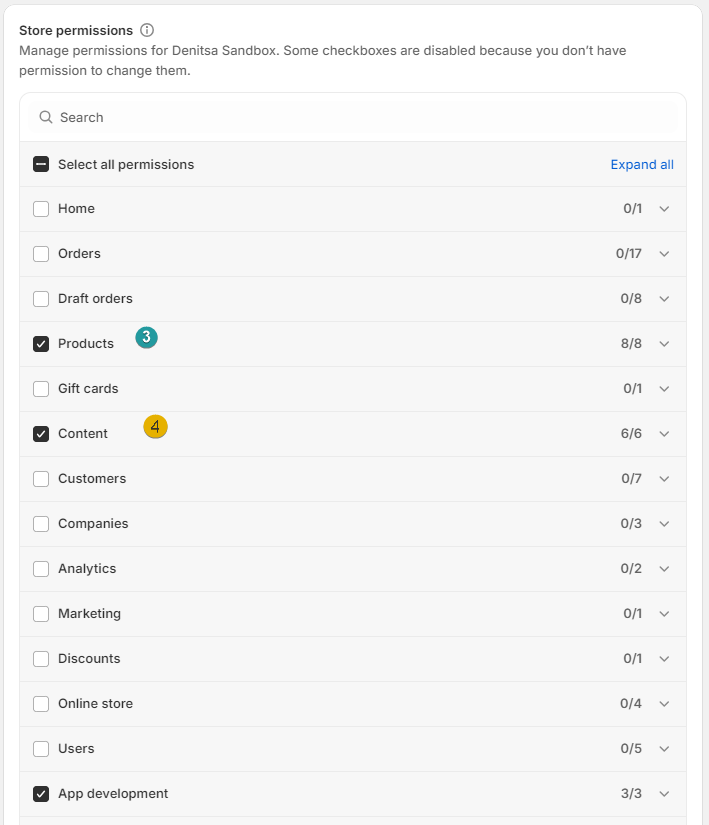 Store permissions
Manage permissions for Denitsa Sandbox. Some checkboxes are disabled because you don’t have
permission to change them.
Search
Select all permissions Expand all
Home 0/1
Orders 0/17
Draft orders 0/8
Products 3 8/8
Gift cards 0/1
Content 4 6/6
Customers 0/7
Companies 0/3
Analytics 0/2
Marketing 0/1
Discounts 0/1
Online store 0/4
Users 0/5
App development 3/3